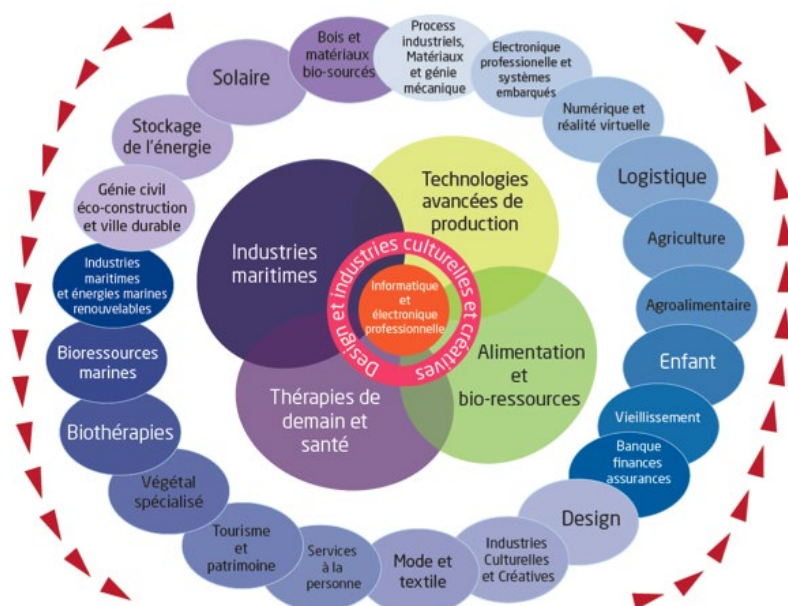 Bois et
matériaux
bio-sourcés
Process
industriels,
Matériaux
et génie
mécanique
Electronique
professionelle et
systèmes
embarqués
Numérique et
réalité virtuelle
Logistique
Agriculture
Agroalimentaire
Enfant
Vieillissement
Banque
finances
assurances
Design
Industries
Culturelles
et Créatives
Mode et
textile
Services
à la
personne
Tourisme
et
patrimoine
Végétal
spécialisé
Biothérapies
Bioressources
marines
Industries
maritimes
et énergies marines
renouvelables
Génie civil
éco-construction
et ville durable
Stockage
de l'énergie
Solaire
Industries
maritimes
Technologies
avancées de
production
Alimentation
et
bio-ressources
Thérapies de
demain et
santé
Design et industries culturelles et créatives
Informatique
et
électronique
professionnelle